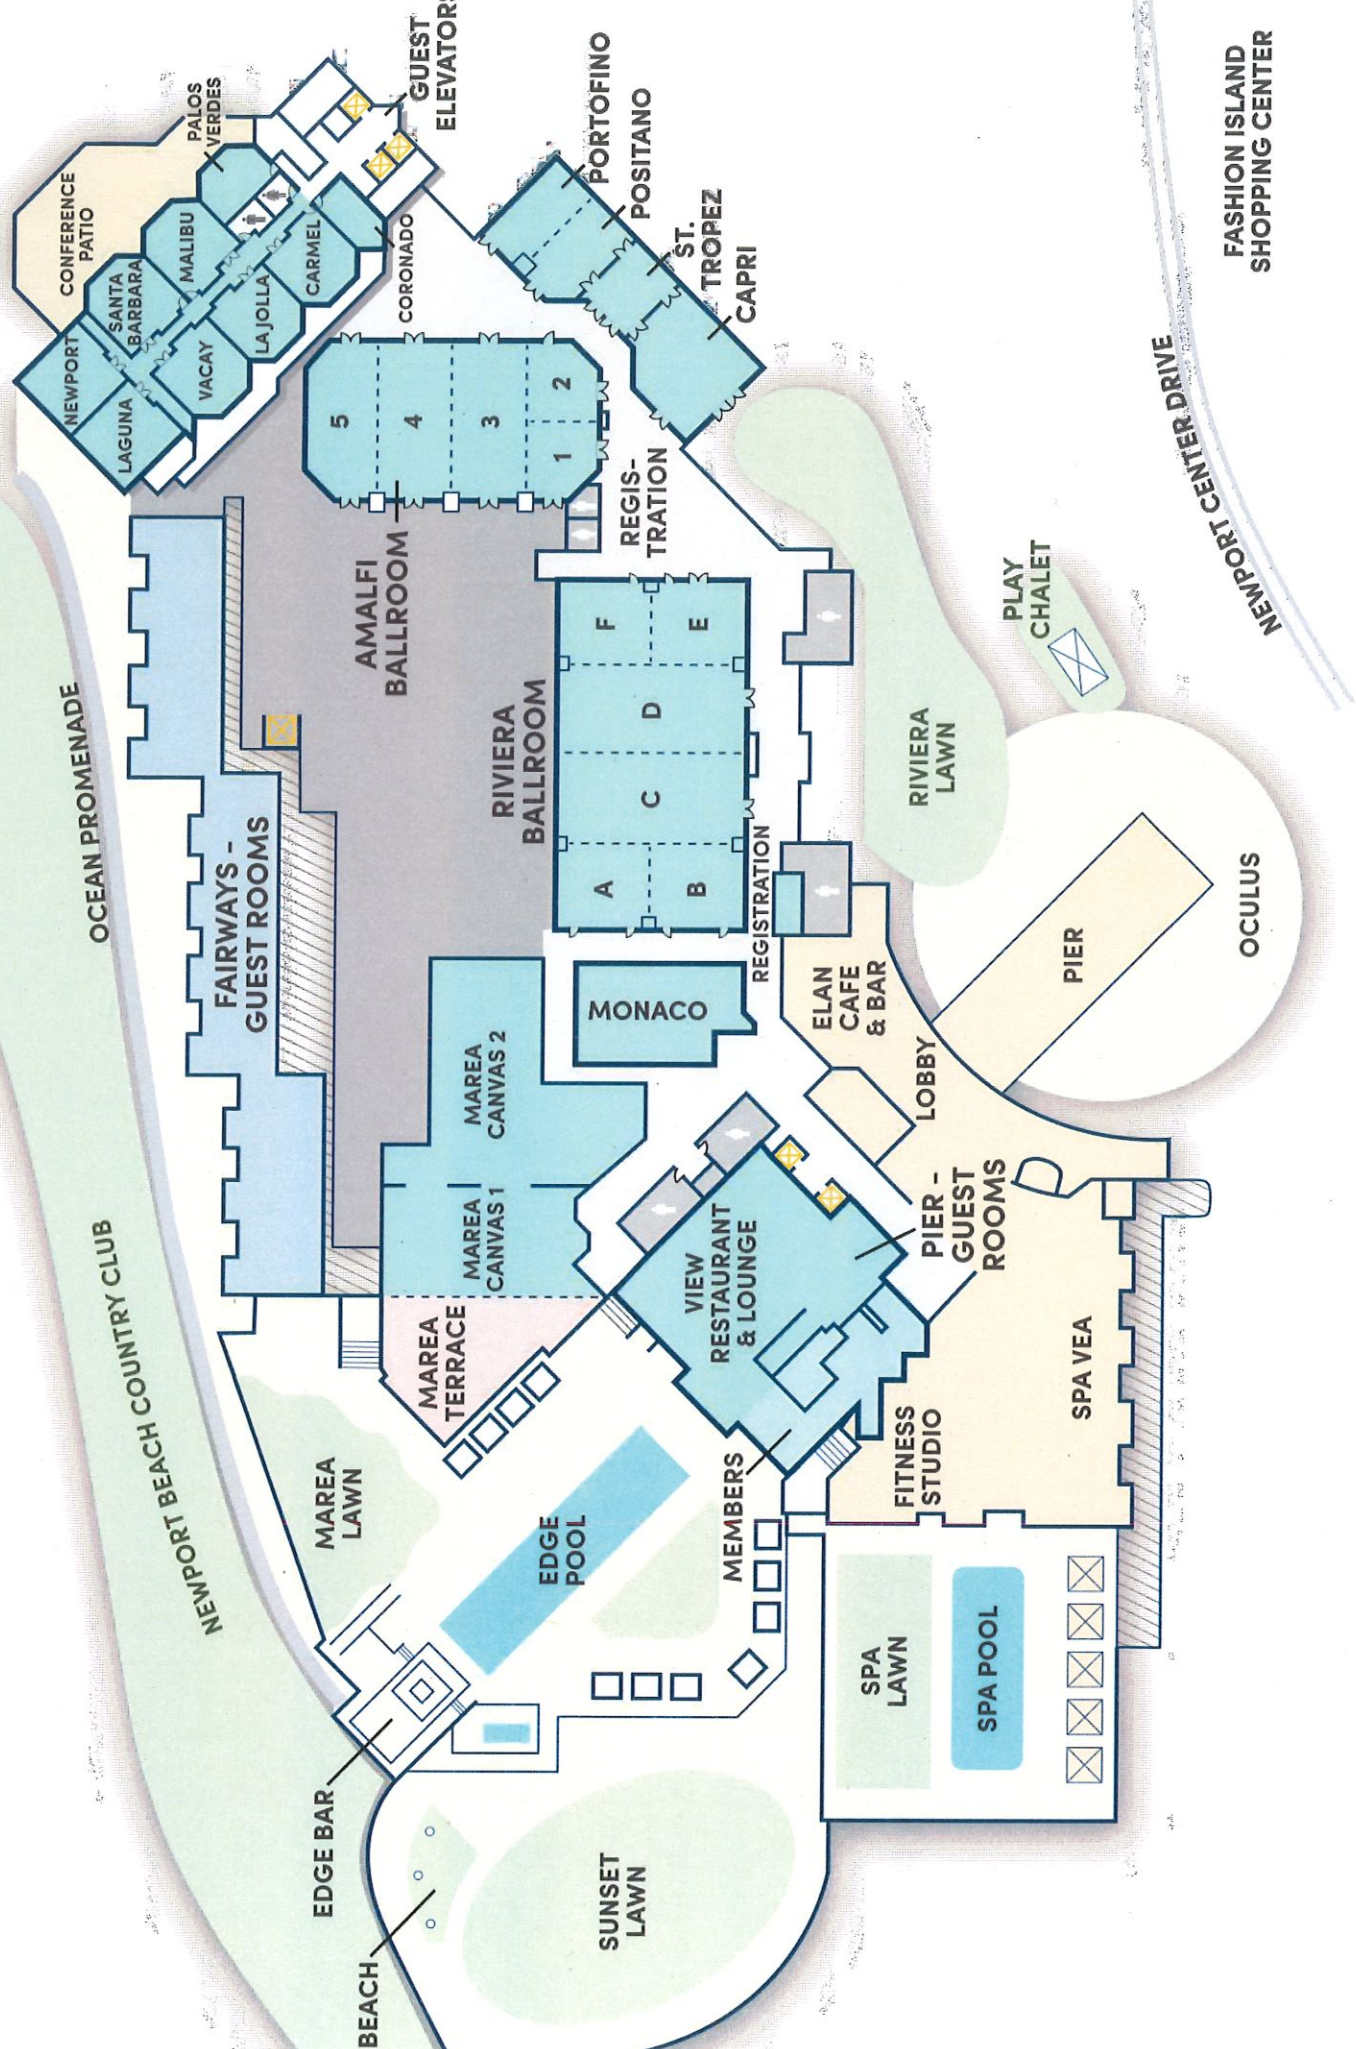 GUEST
ELEVATORS
PALOS
VERDES
CONFERENCE
PATIO
MALIBU
SANTA
BARBARA
NEWPORT
LAGUNA
VACAY
LA JOLLA
CARMEL
CORONADO
PORTOFINO
POSITANO
ST.
TROPEZ
CAPRI
FASHION ISLAND
SHOPPING CENTER
NEWPORT CENTER DRIVE
5
4
3
2
1
AMALFI
BALLROOM
REGIS-
TRATION
RIVIERA
BALLROOM
F
E
D
C
A
B
REGISTRATION
PLAY
CHALET
RIVIERA
LAWN
OCULUS
PIER
OCEAN PROMENADE
FAIRWAYS -
GUEST ROOMS
MONACO
ELAN
CAFE
& BAR
LOBBY
MAREA
CANVAS 2
MAREA
CANVAS 1
MAREA
TERRACE
VIEW
RESTAURANT
& LOUNGE
PIER -
GUEST
ROOMS
SPA VEA
FITNESS
STUDIO
MEMBERS
NEWPORT BEACH COUNTRY CLUB
MAREA
LAWN
EDGE
POOL
SPA
LAWN
SPA POOL
EDGE BAR
BEACH
SUNSET
LAWN